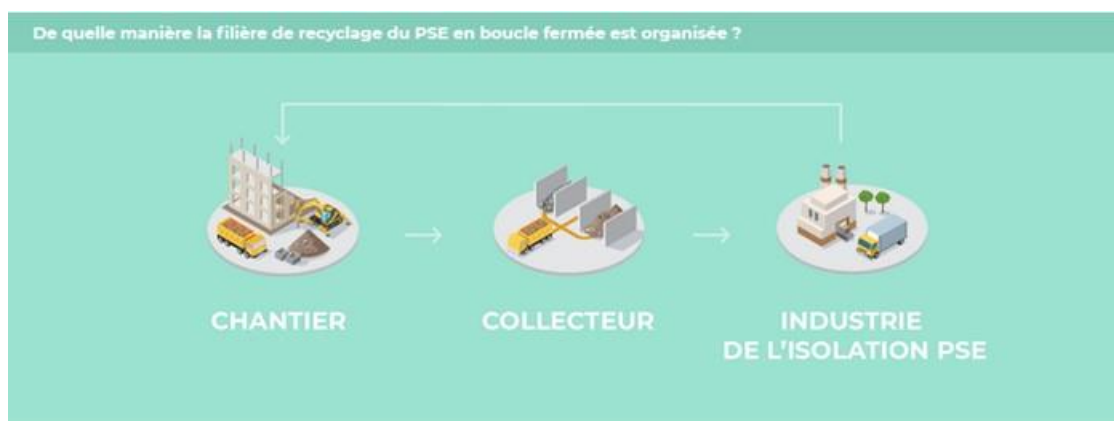 De quelle manière la filière de recyclage du PSE en boucle fermée est organisée ?
CHANTIER
COLLECTEUR
INDUSTRIE
DE L'ISOLATION PSE